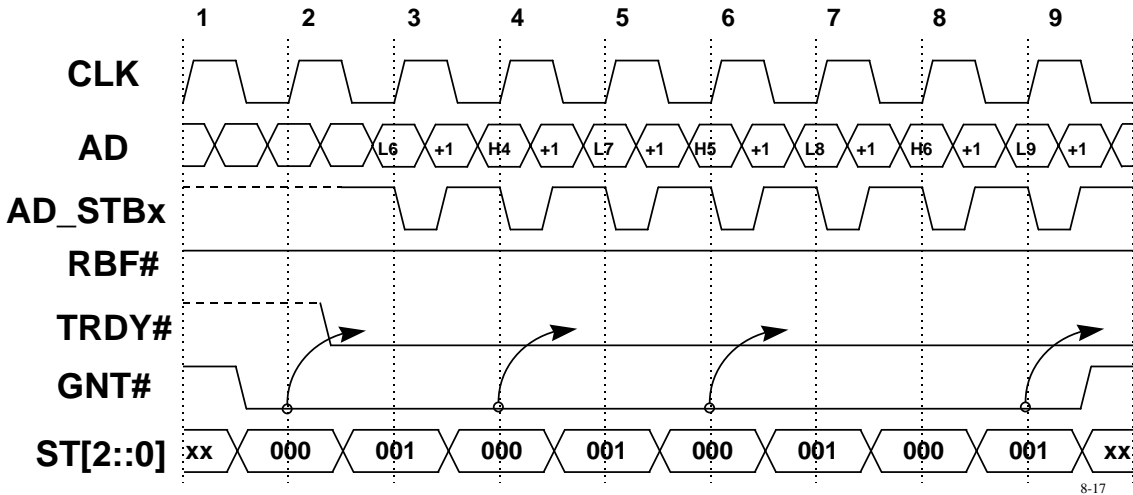 1 2 3 4 5 6 7 8 9
CLK
AD L6 +1 H4 +1 L7 +1 H5 +1 L8 +1 H6 +1 L9 +1
AD_STBx
RBF#
TRDY#
GNT#
ST[2::0] xx 000 001 000 001 000 001 000 001 xx
8-17